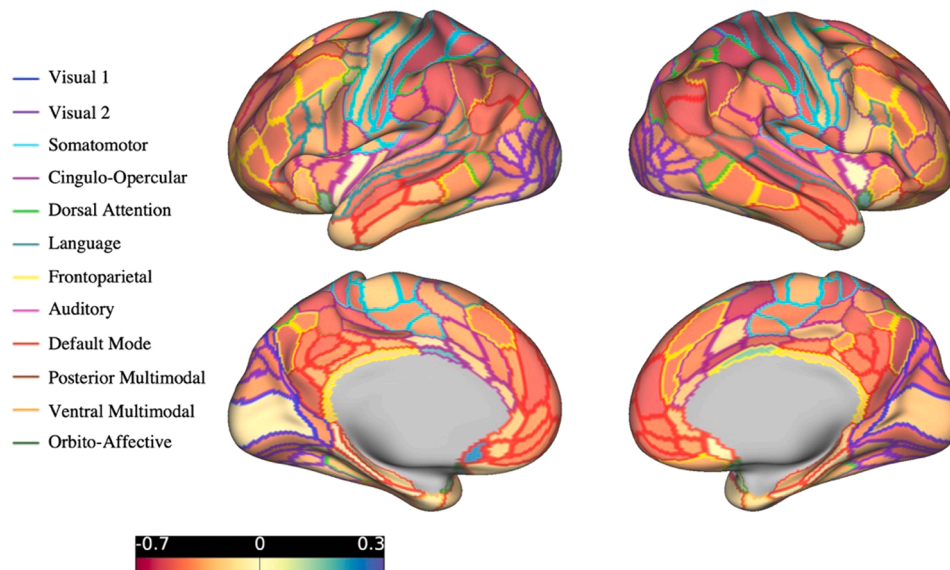 Visual 1
Visual 2
Somatomotor
Cingulo-Opercular
Dorsal Attention
Language
Frontoparietal
Auditory
Default Mode
Posterior Multimodal
Ventral Multimodal
Orbito-Affective
-0.7 0 0.3